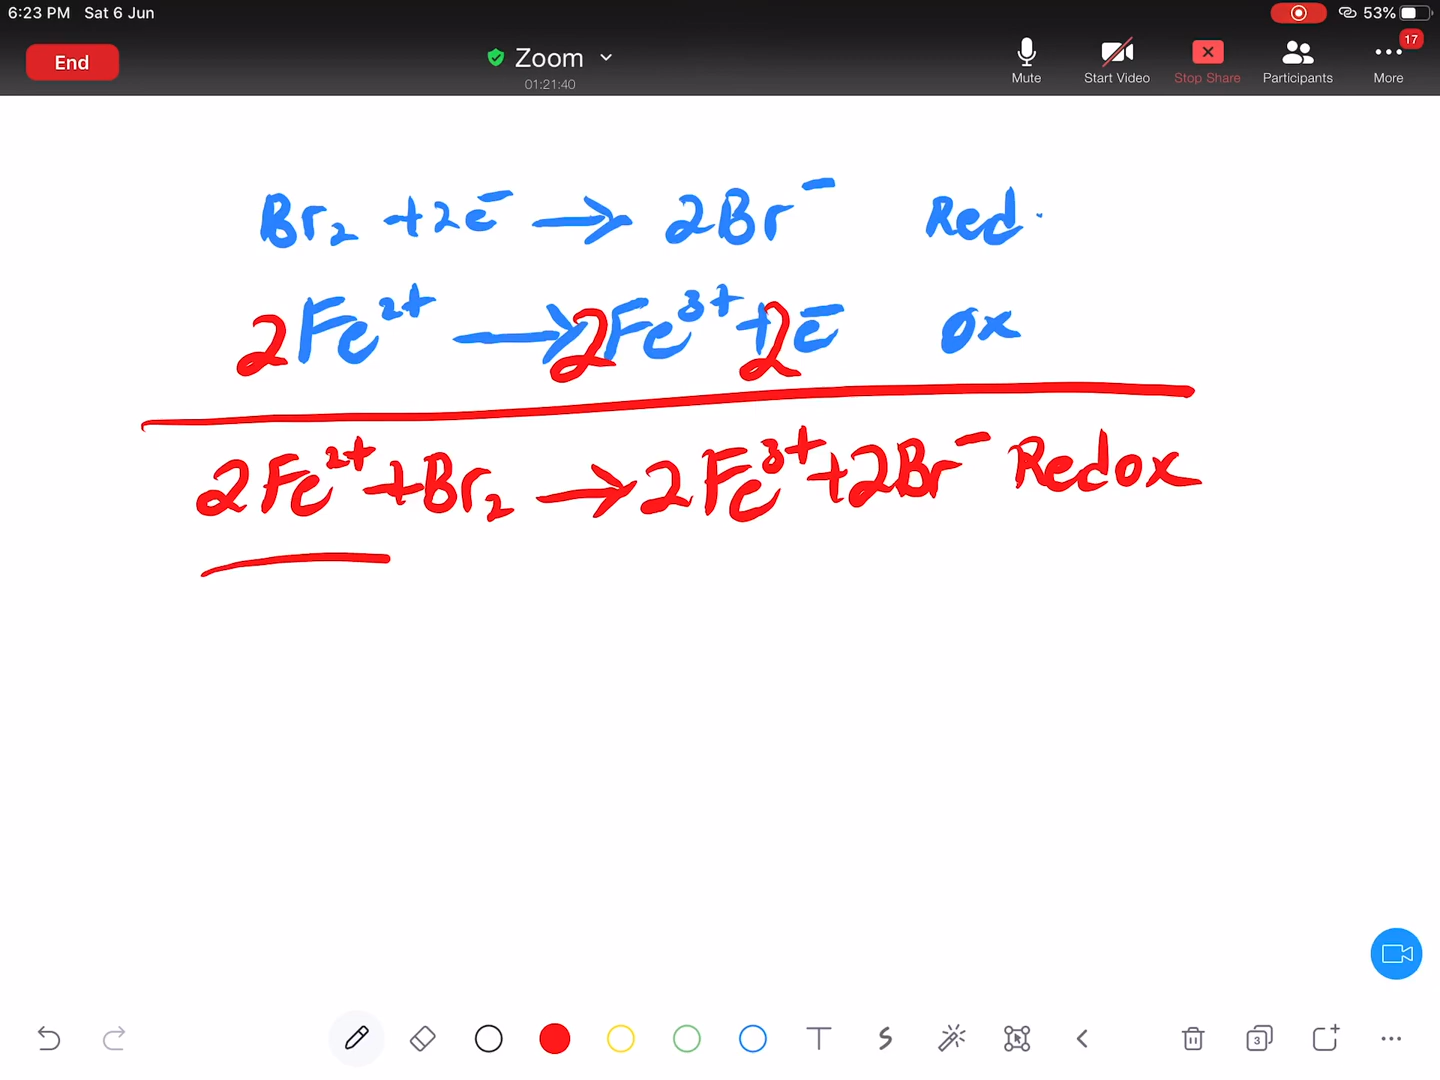 6:23 PM Sat 6 Jun 53%
End Zoom 01:21:40 Mute Start Video Stop Share Participants More 17
Br₂ + 2e⁻ → 2Br⁻ Red.
2Fe²⁺ → 2Fe³⁺ + 2e⁻ Ox
2Fe²⁺ + Br₂ → 2Fe³⁺ + 2Br⁻ Redox
T 3